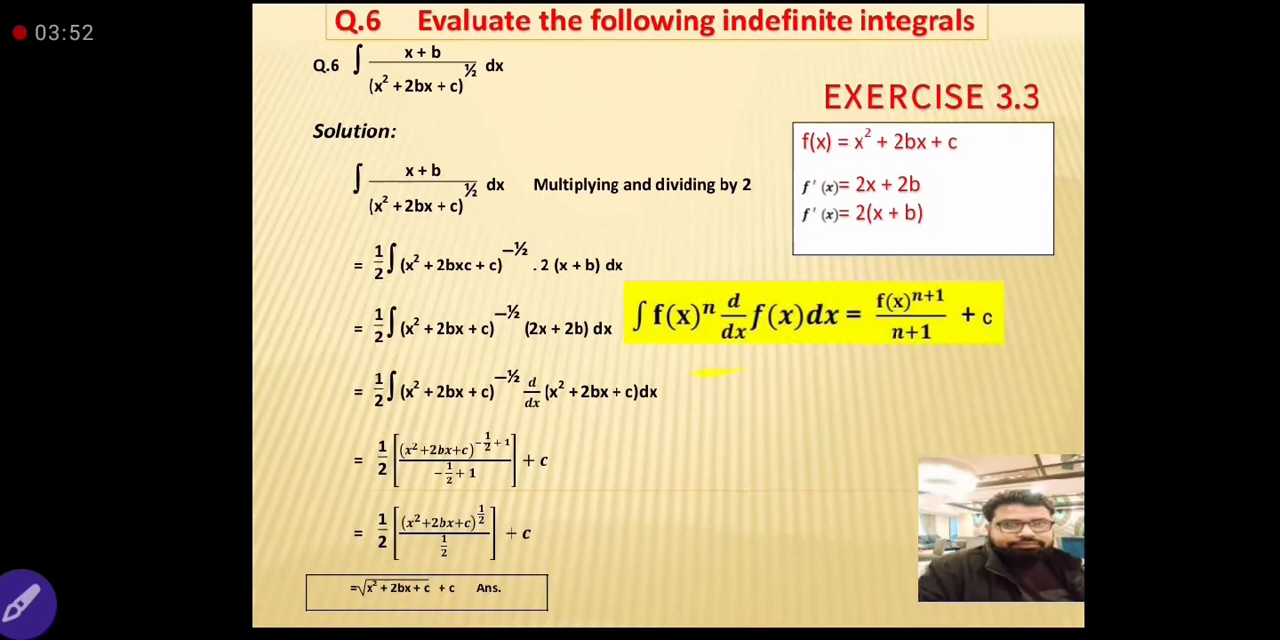 03:52
Q.6 Evaluate the following indefinite integrals
Q.6 ∫ x + b / (x² + 2bx + c)^½ dx
EXERCISE 3.3
Solution:
f(x) = x² + 2bx + c
f ' (x)= 2x + 2b
f ' (x)= 2(x + b)
∫ x + b / (x² + 2bx + c)^½ dx Multiplying and dividing by 2
= 1/2 ∫ (x² + 2bxc + c)^−½ . 2 (x + b) dx
= 1/2 ∫ (x² + 2bx + c)^−½ (2x + 2b) dx
∫ f(x)ⁿ d/dx f(x)dx = f(x)ⁿ⁺¹ / n+1 + c
= 1/2 ∫ (x² + 2bx + c)^−½ d/dx (x² + 2bx + c)dx
= 1/2 [(x²+2bx+c)^(−1/2 + 1) / −1/2 + 1] + c
= 1/2 [(x²+2bx+c)^1/2 / 1/2] + c
=√x² + 2bx + c + c Ans.